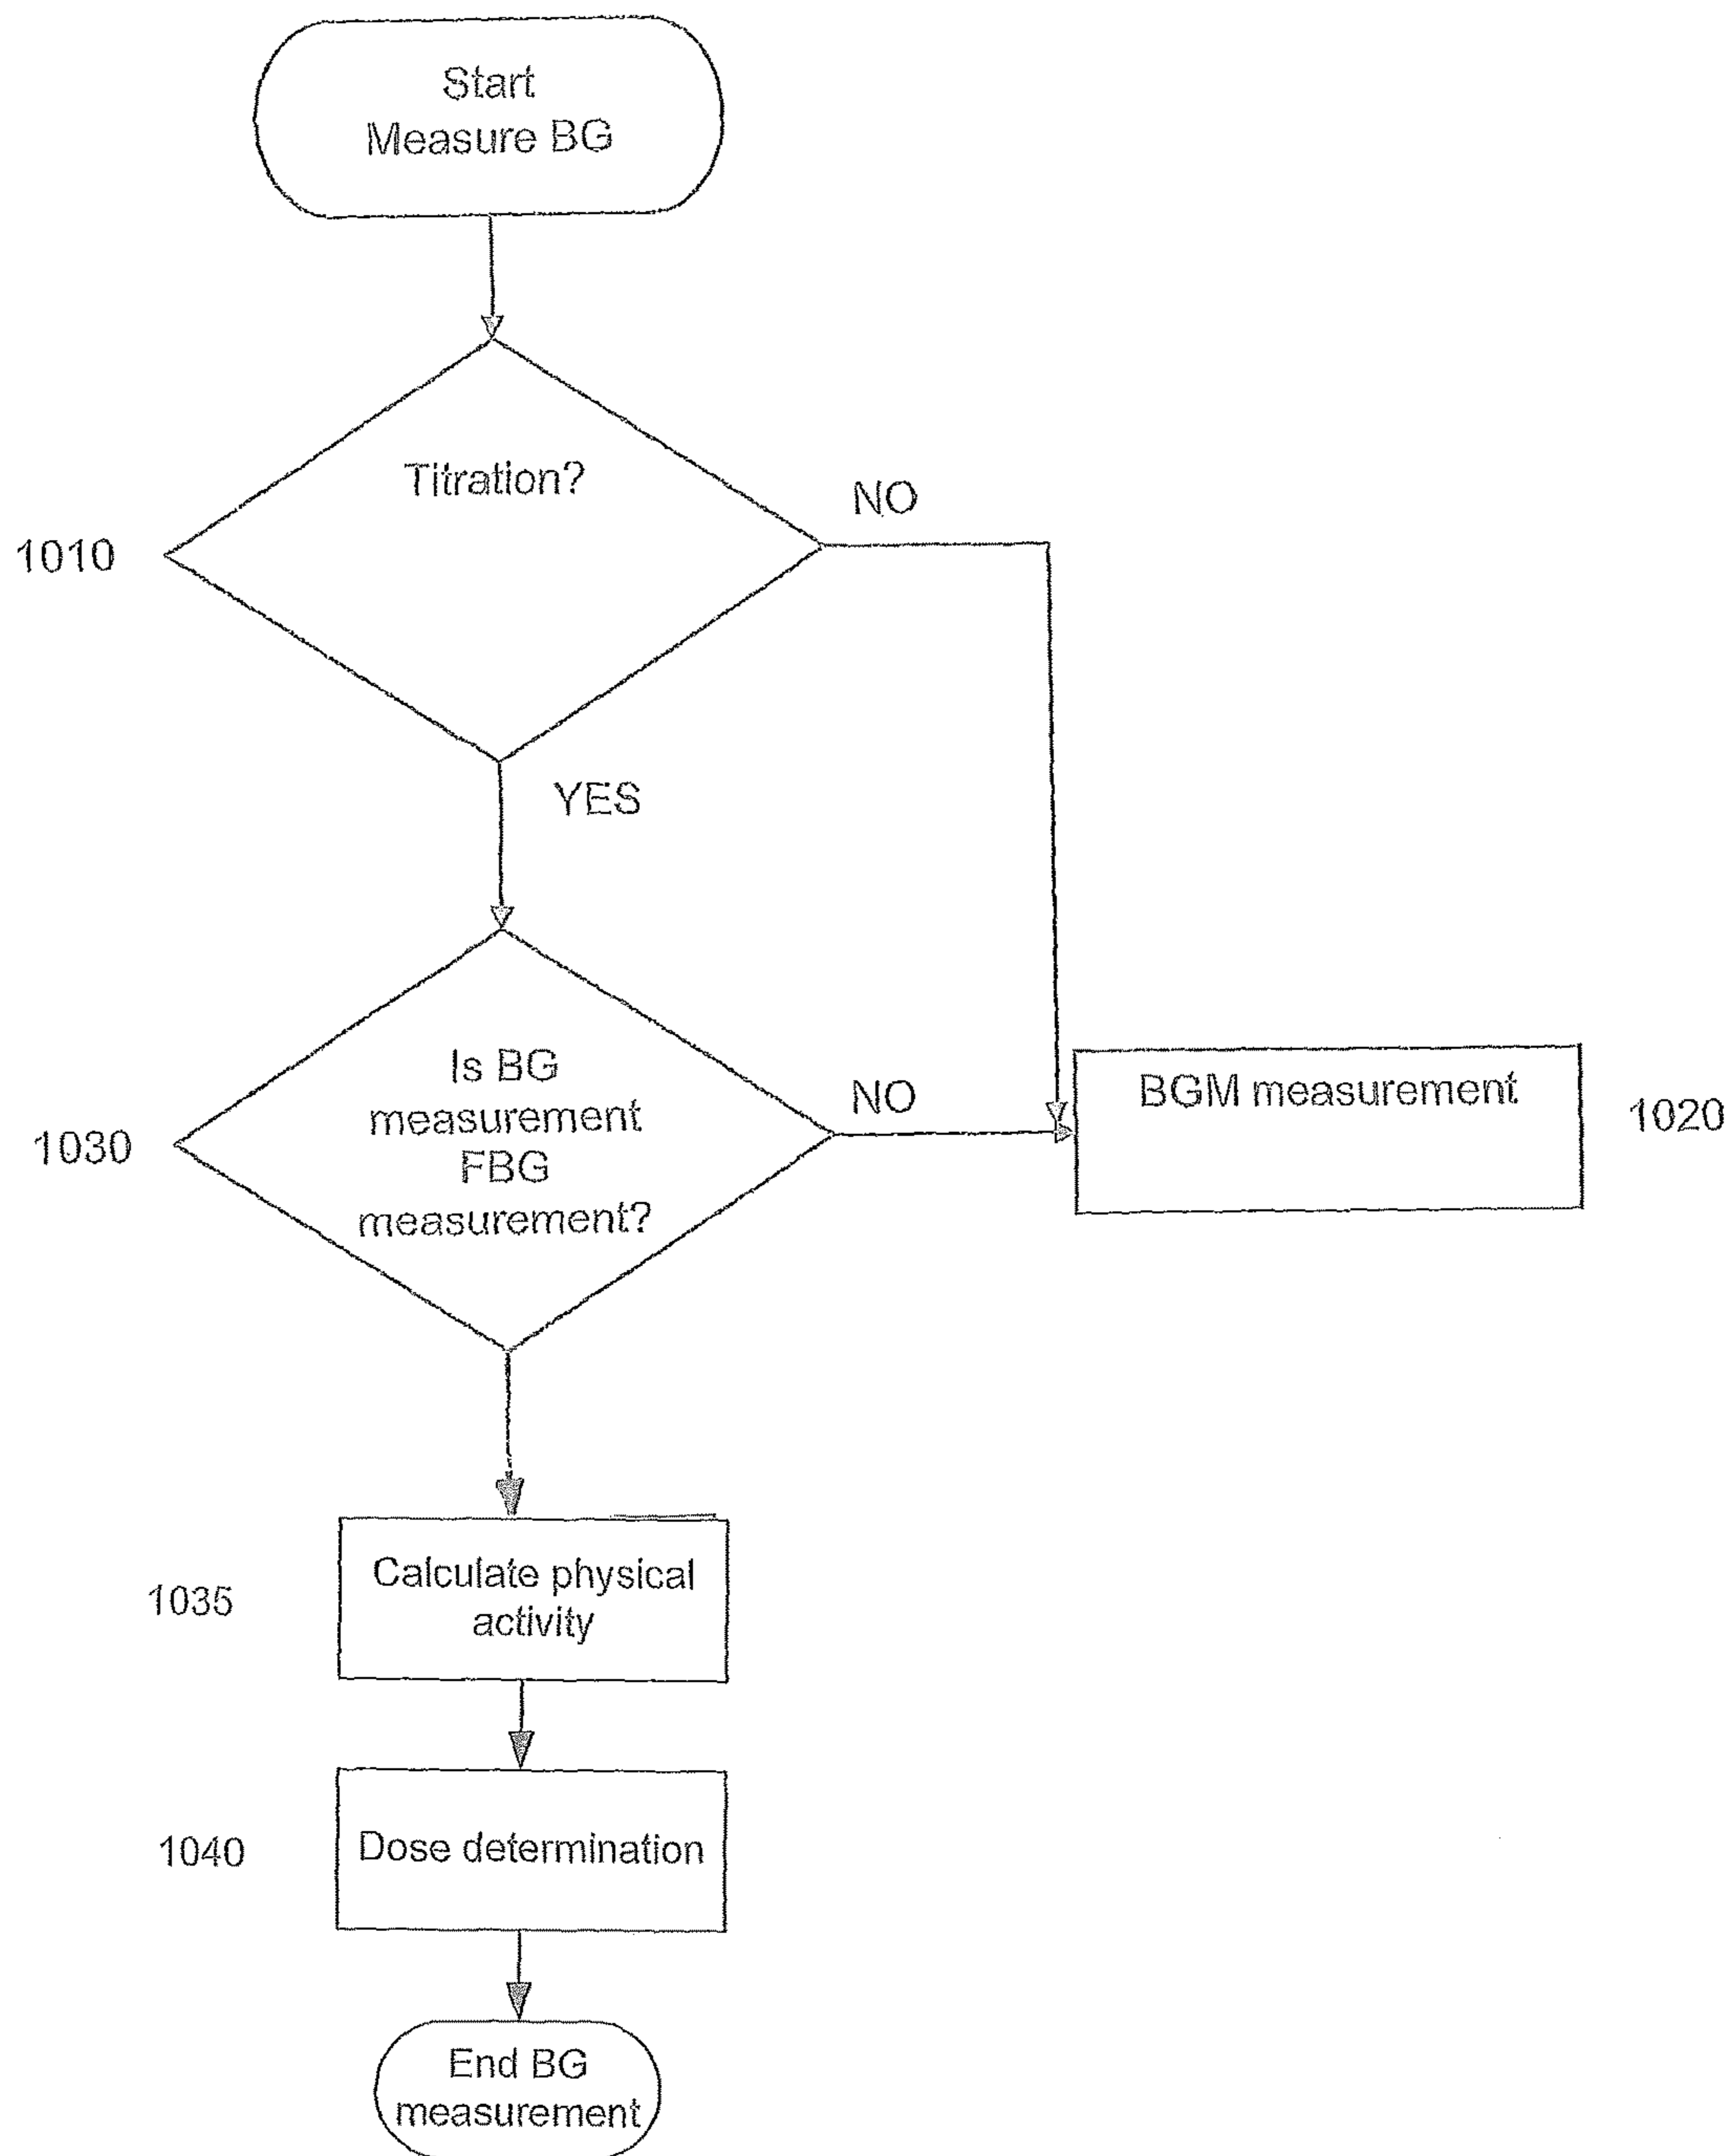 Start
Measure BG
Titration?
NO
1010
YES
Is BG
measurement
FBG
measurement?
1030
NO
BGM measurement
1020
Calculate physical
activity
1035
Dose determination
1040
End BG
measurement